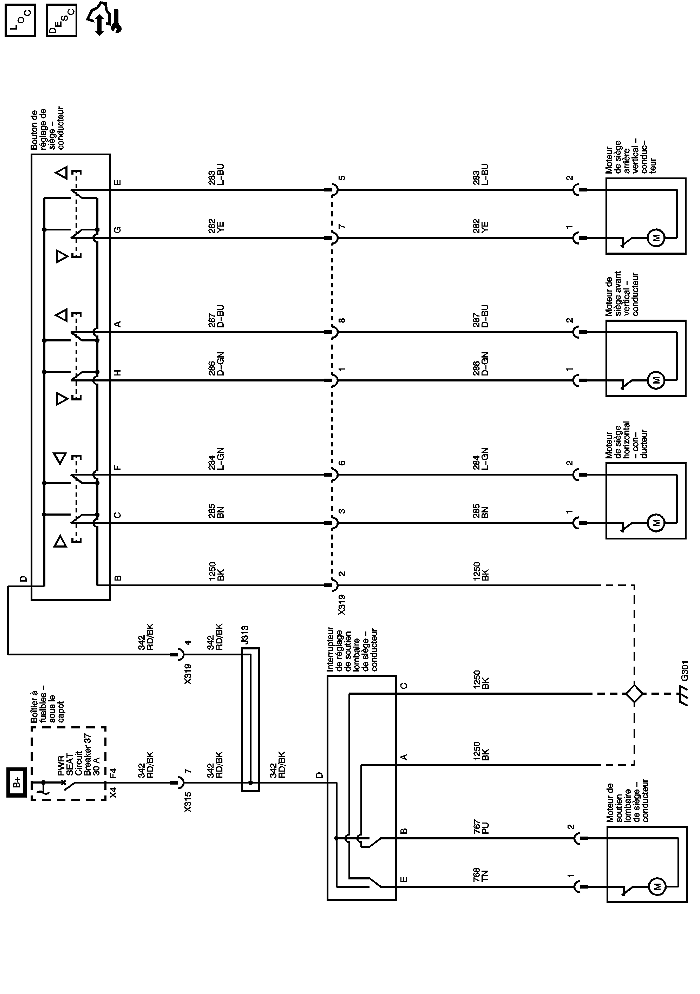 LOC
DESC
Bouton de
réglage de
siège –
conducteur
E
283
L-BU
5
283
L-BU
2
Moteur
de siège
arrière
vertical –
conduc-
teur
G
282
YE
7
282
YE
1
M
A
287
D-BU
8
287
D-BU
2
Moteur de
siège avant
vertical –
conducteur
H
286
D-GN
1
286
D-GN
1
M
F
284
L-GN
6
284
L-GN
2
Moteur
de siège
horizontal
– con-
ducteur
C
285
BN
3
285
BN
1
M
D
B
1250
BK
2
X319
1250
BK
342
RD/BK
4
X319
342
RD/BK
J313
Interrupteur
de réglage
de soutien
lombaire
de siège –
conducteur
C
1250
BK
G301
Boîtier à
fusibles –
sous le
capot
B+
PWR
SEAT
Circuit
Breaker 37
30 A
F4
X4
342
RD/BK
7
X315
342
RD/BK
342
RD/BK
D
A
1250
BK
Moteur de
soutien
lombaire
de siège –
conducteur
B
767
PU
2
E
768
TN
1
M